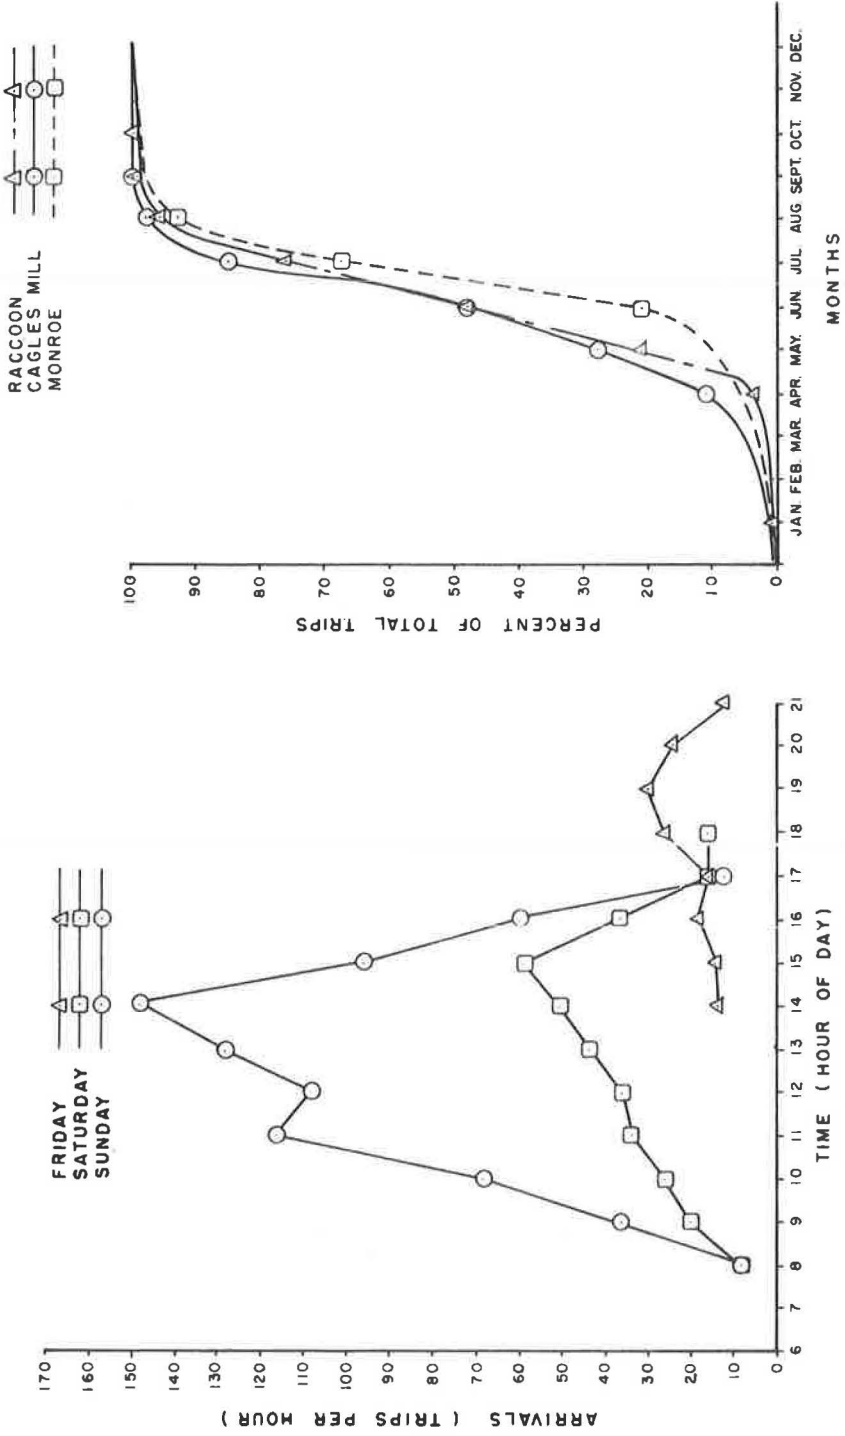 FRIDAY
SATURDAY
SUNDAY
170
160
150
140
130
120
110
100
90
80
70
60
50
40
30
20
10
0
ARRIVALS ( TRIPS PER HOUR )
6 7 8 9 10 11 12 13 14 15 16 17 18 19 20 21
TIME ( HOUR OF DAY)
RACCOON
CAGLES MILL
MONROE
100
90
80
70
60
50
40
30
20
10
0
PERCENT OF TOTAL TRIPS
JAN. FEB. MAR. APR. MAY. JUN. JUL. AUG SEPT. OCT. NOV. DEC.
MONTHS